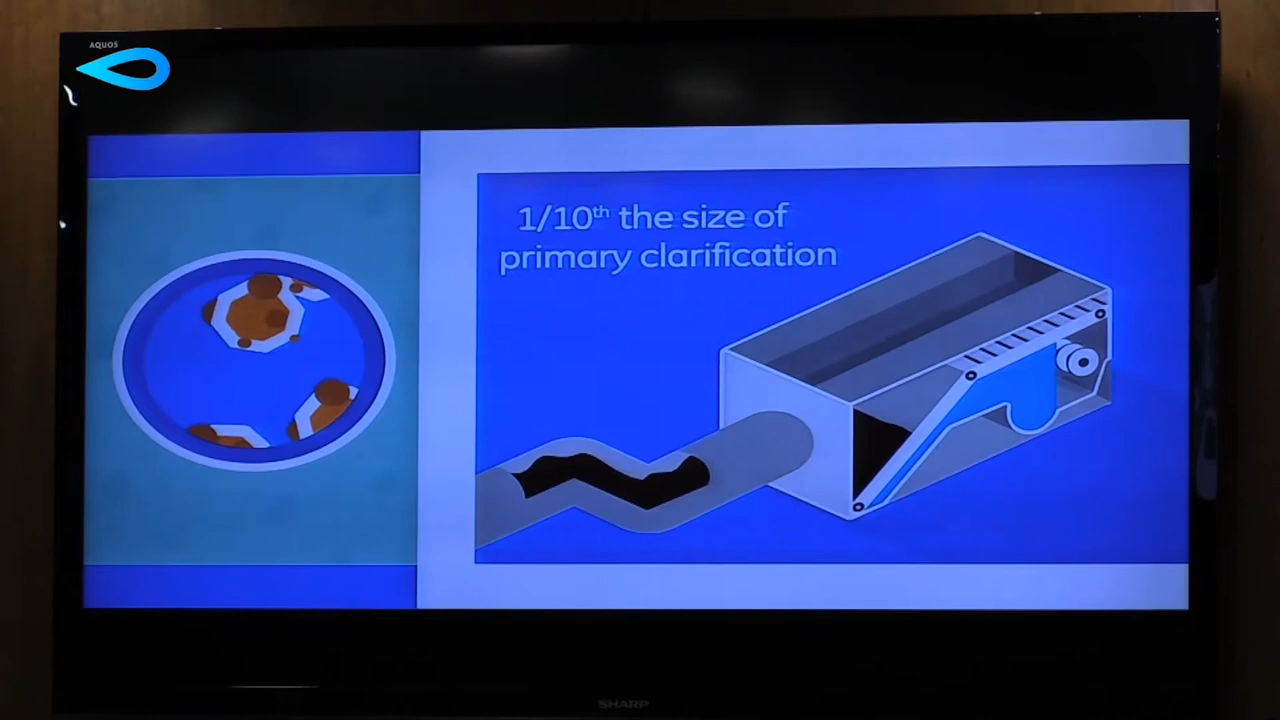 AQUOS
1/10th the size of
primary clarification
SHARP